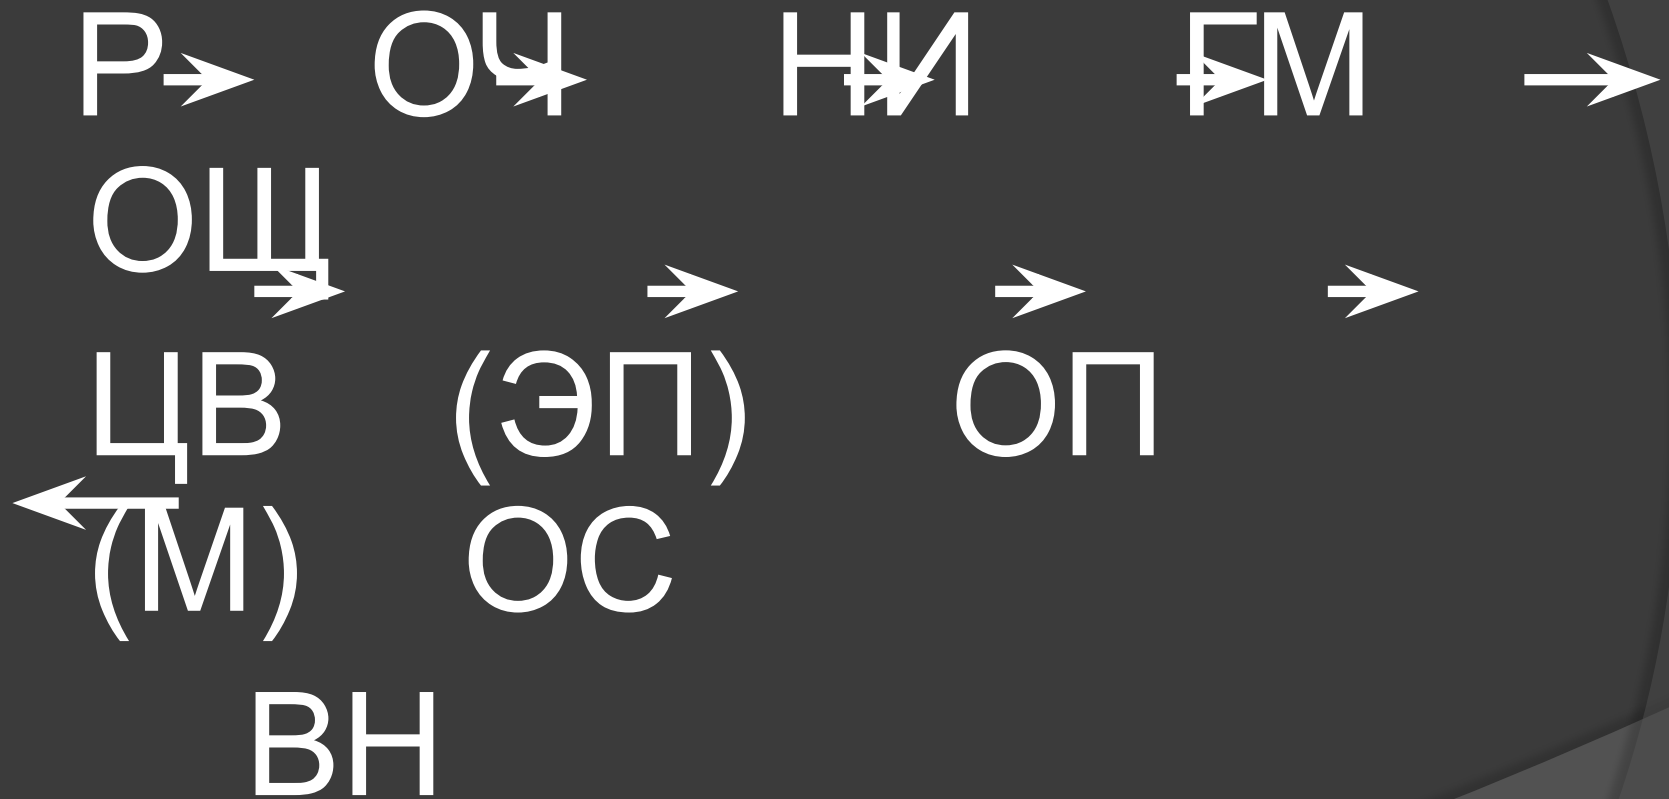 Р ОЧ НИ ГМ
ОЩ
ЦВ (ЭП) ОП
(М) ОС
ВН